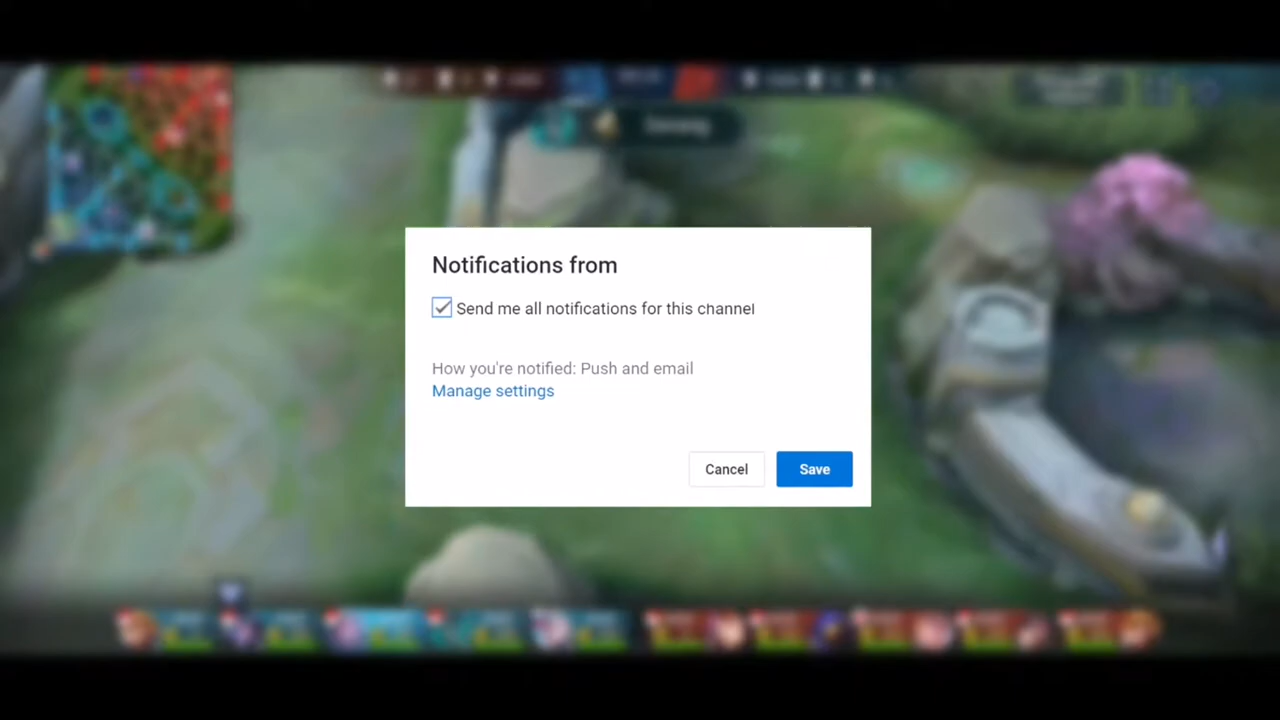 Notifications from
Send me all notifications for this channel
How you're notified: Push and email
Manage settings
Cancel
Save